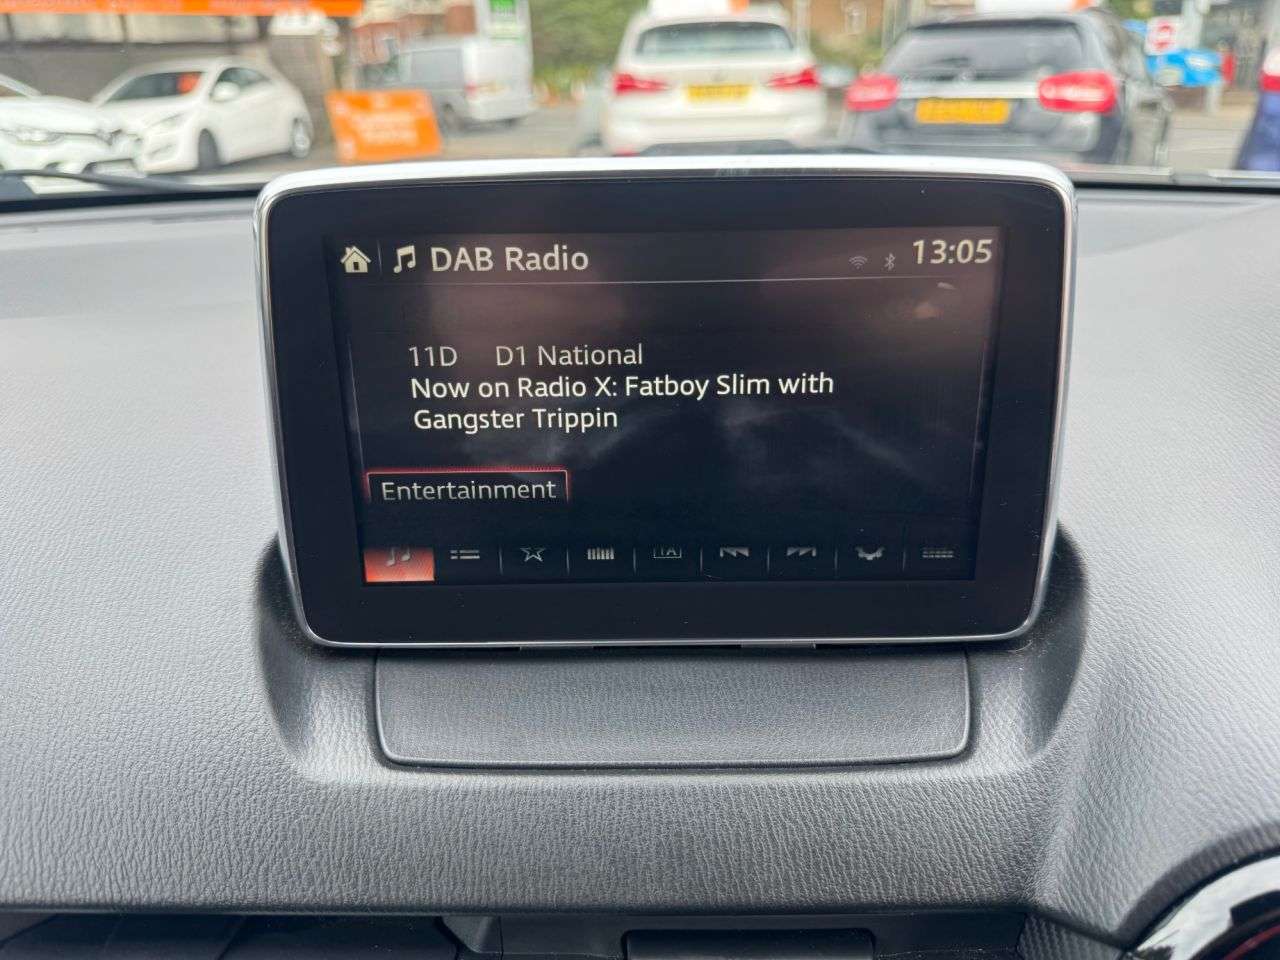 DAB Radio
13:05
11D D1 National
Now on Radio X: Fatboy Slim with
Gangster Trippin
Entertainment